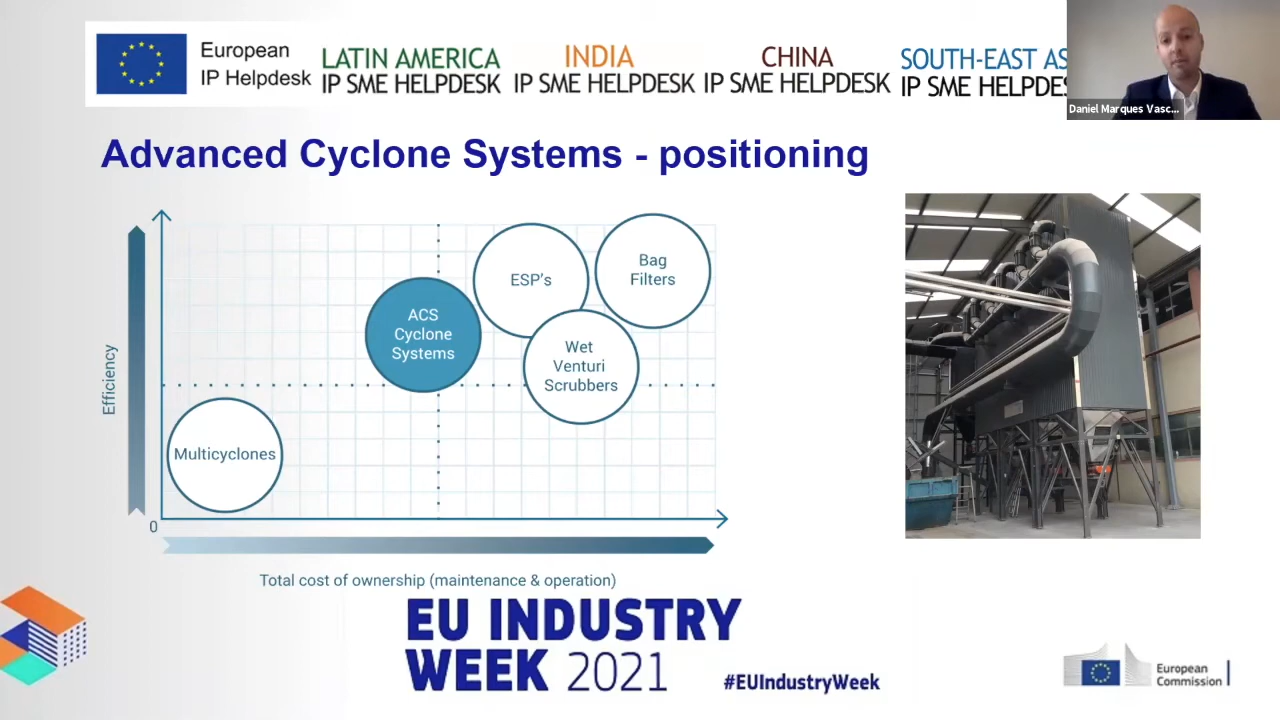 European
IP Helpdesk
LATIN AMERICA
IP SME HELPDESK
INDIA
IP SME HELPDESK
CHINA
IP SME HELPDESK
SOUTH-EAST AS
IP SME HELPDES
Daniel Marques Vasc...
Advanced Cyclone Systems - positioning
Efficiency
ACS
Cyclone
Systems
ESP's
Bag
Filters
Wet
Venturi
Scrubbers
Multicyclones
0
Total cost of ownership (maintenance & operation)
EU INDUSTRY
WEEK 2021
#EUIndustryWeek
European
Commission